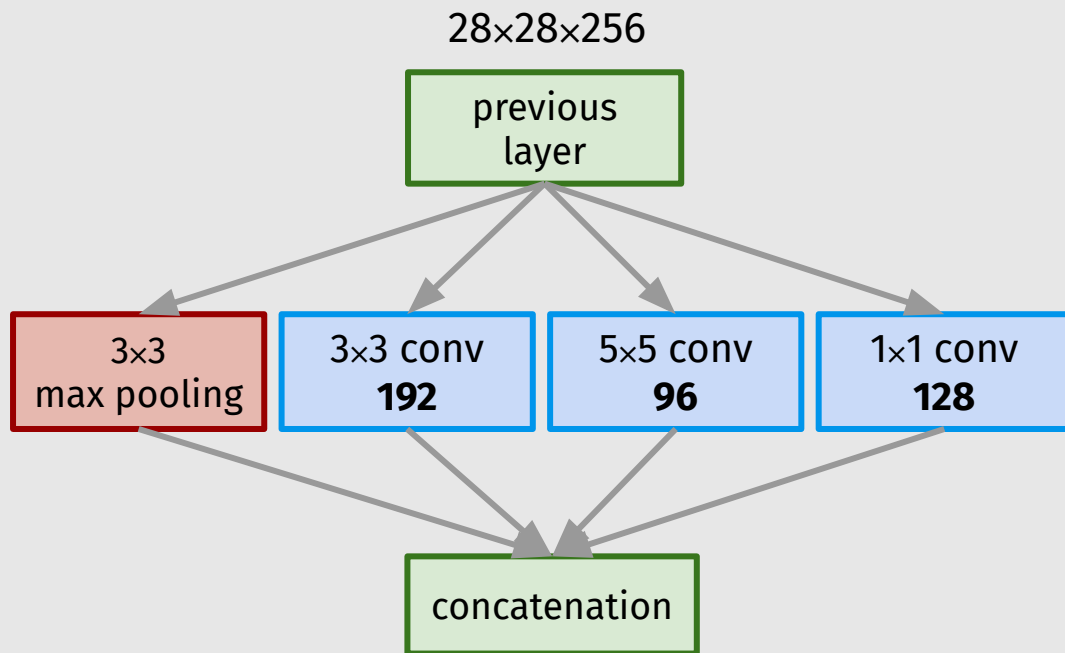 28×28×256
previous
layer
3×3
max pooling
3×3 conv
192
5×5 conv
96
1×1 conv
128
concatenation